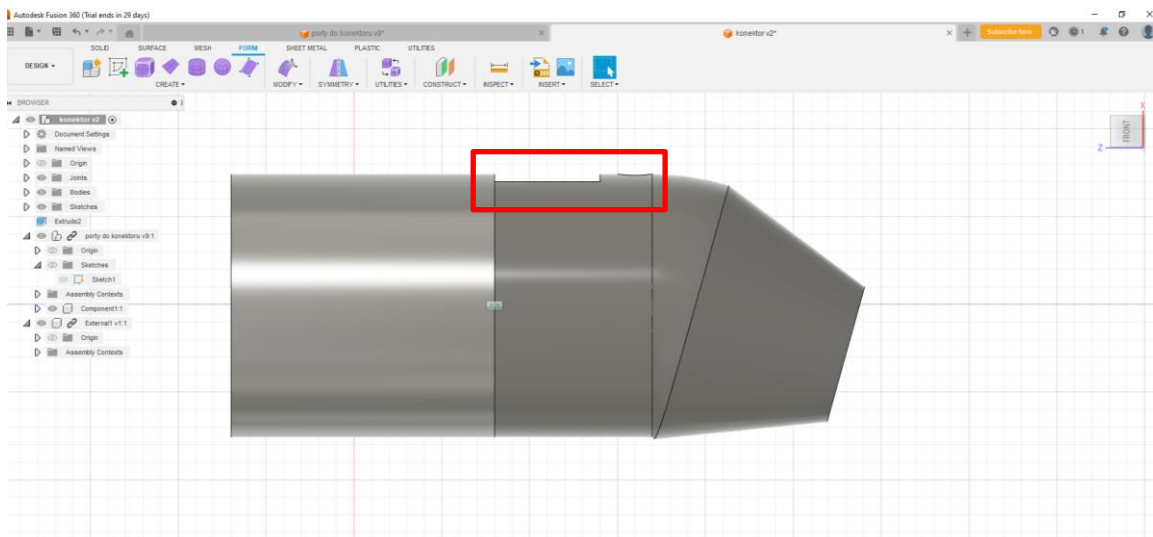 Autodesk Fusion 360 (Trial ends in 29 days)
porty do konektoru v9*
konektor v2*
Subscribe Now
1
SOLID SURFACE MESH FORM SHEET METAL PLASTIC UTILITIES
DESIGN
CREATE MODIFY SYMMETRY UTILITIES CONSTRUCT INSPECT INSERT SELECT
BROWSER
konektor v2
Document Settings
Named Views
Origin
Joints
Bodies
Sketches
Extrude2
porty do konektoru v9:1
Origin
Sketches
Sketch1
Assembly Contexts
Component1:1
External1 v1:1
Origin
Assembly Contexts
X
FRONT
Z